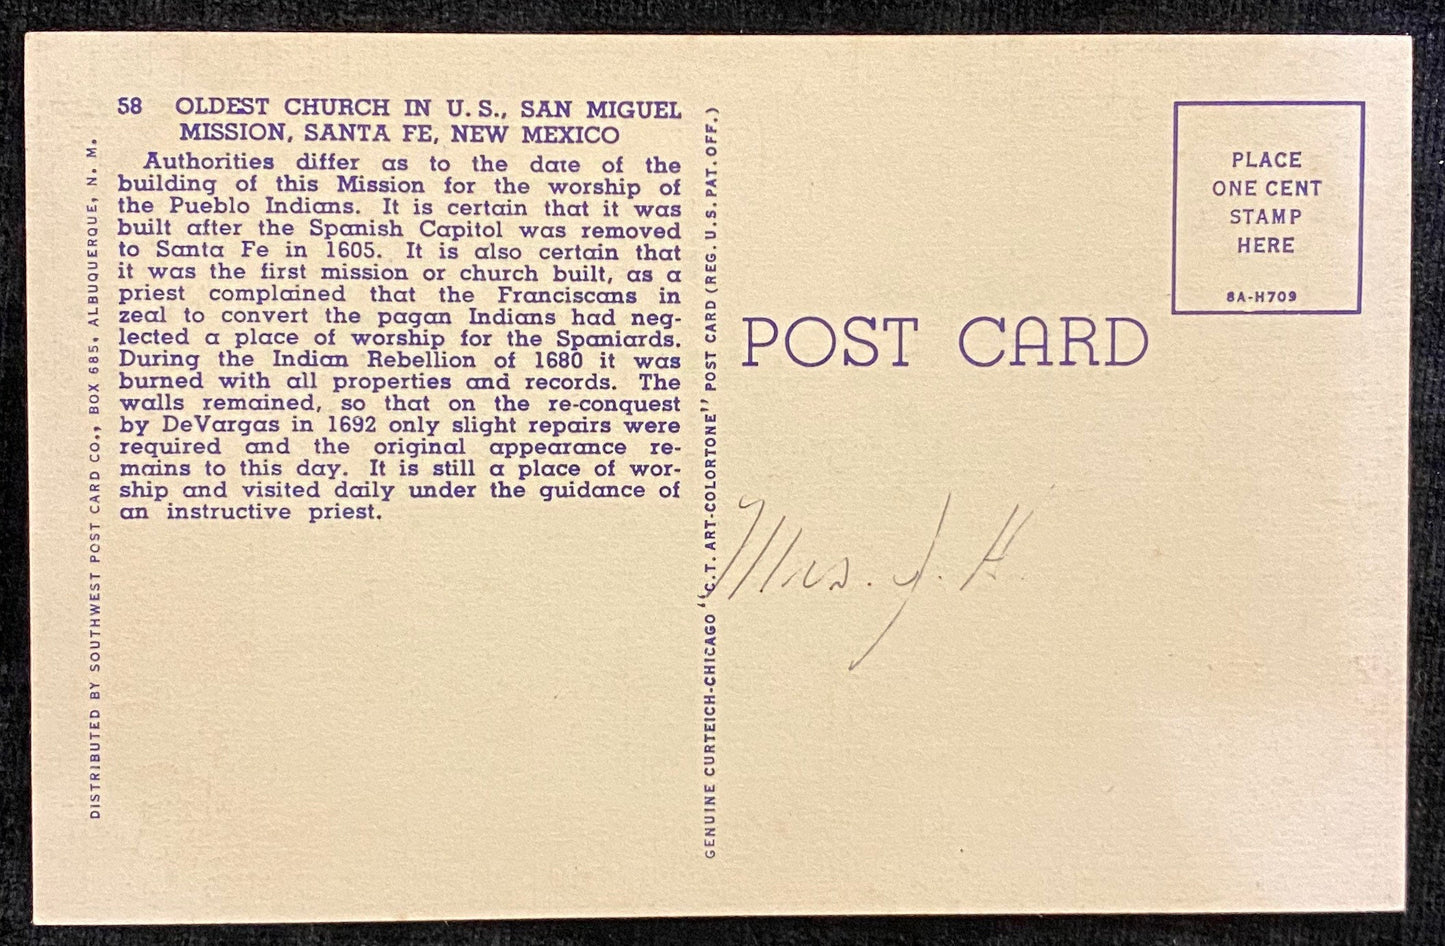 58 OLDEST CHURCH IN U. S., SAN MIGUEL
MISSION, SANTA FE, NEW MEXICO
Authorities differ as to the date of the
building of this Mission for the worship of
the Pueblo Indians. It is certain that it was
built after the Spanish Capitol was removed
to Santa Fe in 1605. It is also certain that
it was the first mission or church built, as a
priest complained that the Franciscans in
zeal to convert the pagan Indians had neg-
lected a place of worship for the Spaniards.
During the Indian Rebellion of 1680 it was
burned with all properties and records. The
walls remained, so that on the re-conquest
by DeVargas in 1692 only slight repairs were
required and the original appearance re-
mains to this day. It is still a place of wor-
ship and visited daily under the guidance of
an instructive priest.
DISTRIBUTED BY SOUTHWEST POST CARD CO., BOX 685, ALBUQUERQUE, N. M.
GENUINE CURTEICH-CHICAGO "C.T. ART-COLORTONE" POST CARD (REG. U.S. PAT. OFF.)
PLACE
ONE CENT
STAMP
HERE
8A-H709
POST CARD
Mrs. J. H.